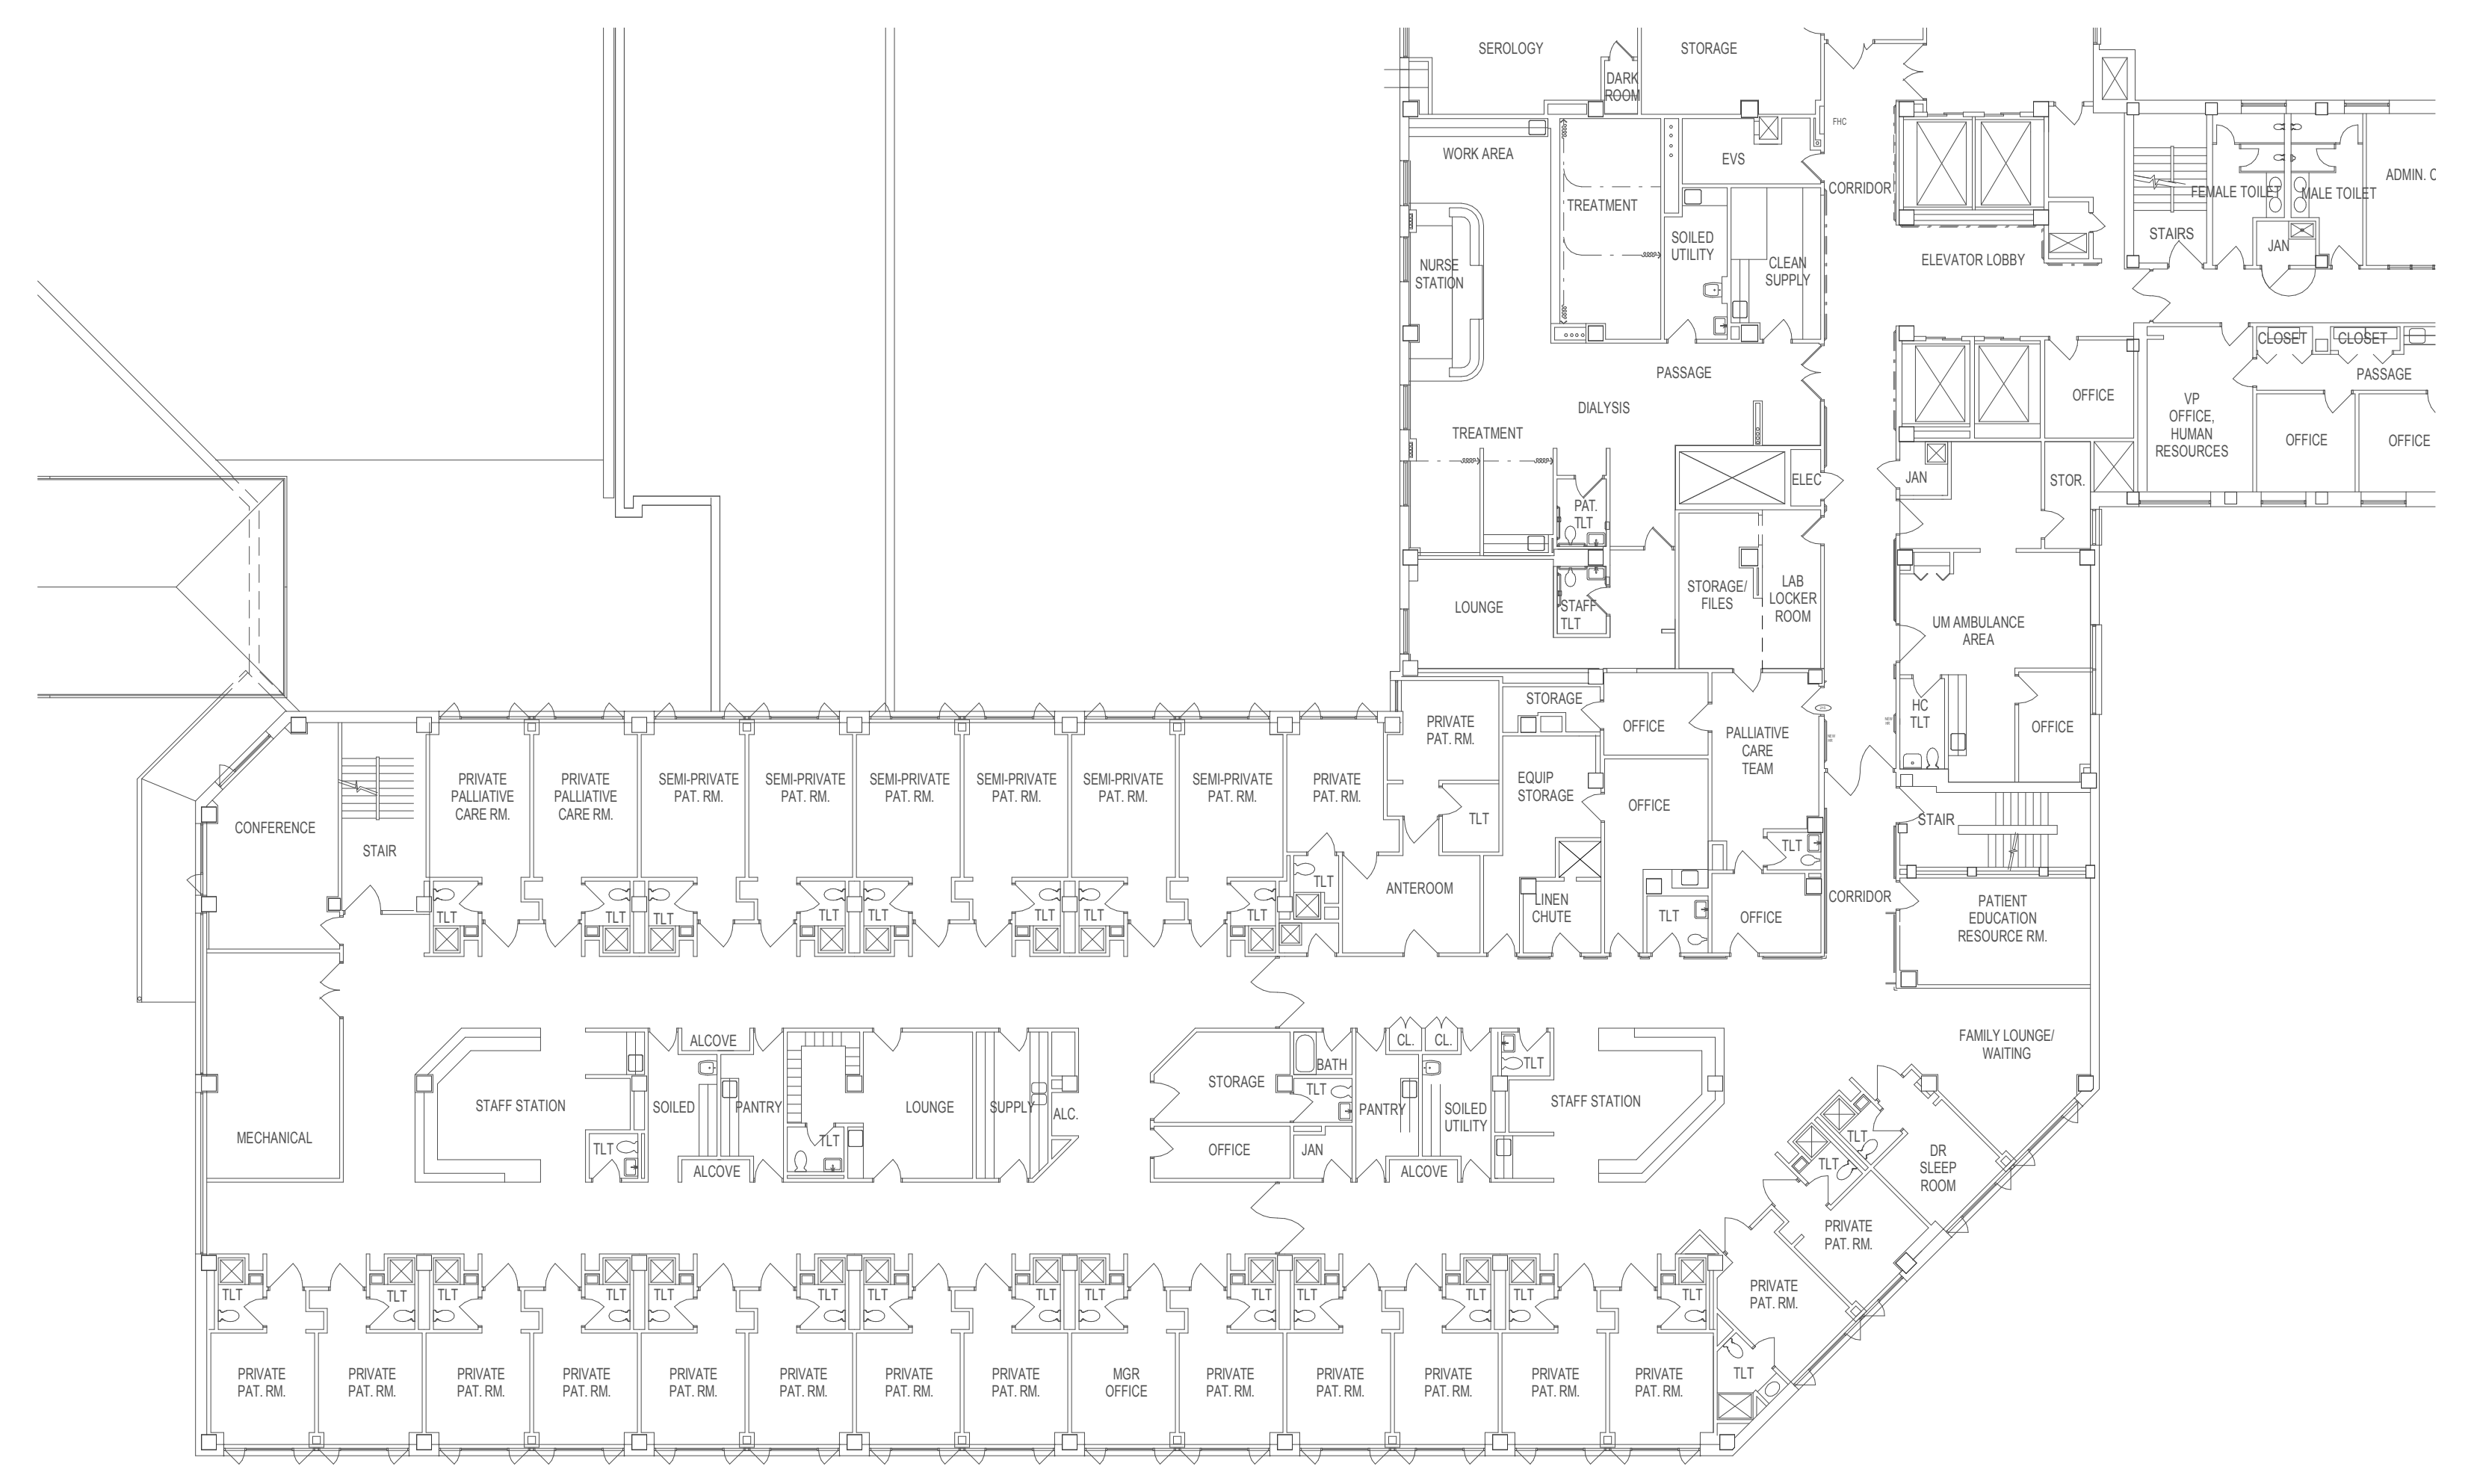 SEROLOGY
STORAGE
DARK
ROOM
FHC
WORK AREA
EVS
TREATMENT
CORRIDOR
FEMALE TOILET
MALE TOILET
ADMIN. C
STAIRS
JAN
ELEVATOR LOBBY
SOILED
UTILITY
CLEAN
SUPPLY
NURSE
STATION
CLOSET
CLOSET
PASSAGE
PASSAGE
OFFICE
VP
OFFICE,
HUMAN
RESOURCES
DIALYSIS
TREATMENT
OFFICE
OFFICE
ELEC
JAN
STOR.
PAT.
TLT
STORAGE/
FILES
LAB
LOCKER
ROOM
LOUNGE
STAFF
TLT
UM AMBULANCE
AREA
STORAGE
PRIVATE
PAT. RM.
OFFICE
PALLIATIVE
CARE
TEAM
HC
TLT
OFFICE
PRIVATE
PALLIATIVE
CARE RM.
PRIVATE
PALLIATIVE
CARE RM.
SEMI-PRIVATE
PAT. RM.
SEMI-PRIVATE
PAT. RM.
SEMI-PRIVATE
PAT. RM.
SEMI-PRIVATE
PAT. RM.
SEMI-PRIVATE
PAT. RM.
SEMI-PRIVATE
PAT. RM.
PRIVATE
PAT. RM.
EQUIP
STORAGE
OFFICE
TLT
STAIR
CONFERENCE
STAIR
TLT
TLT
ANTEROOM
LINEN
CHUTE
TLT
OFFICE
CORRIDOR
PATIENT
EDUCATION
RESOURCE RM.
TLT
TLT
TLT
TLT
TLT
TLT
TLT
TLT
FAMILY LOUNGE/
WAITING
ALCOVE
CL.
CL.
BATH
TLT
STORAGE
TLT
STAFF STATION
SOILED
PANTRY
LOUNGE
SUPPLY
ALC.
PANTRY
SOILED
UTILITY
STAFF STATION
MECHANICAL
TLT
TLT
OFFICE
JAN
ALCOVE
ALCOVE
TLT
TLT
DR
SLEEP
ROOM
PRIVATE
PAT. RM.
PRIVATE
PAT. RM.
TLT
TLT
TLT
TLT
TLT
TLT
TLT
TLT
TLT
TLT
TLT
TLT
TLT
TLT
PRIVATE
PAT. RM.
PRIVATE
PAT. RM.
PRIVATE
PAT. RM.
PRIVATE
PAT. RM.
PRIVATE
PAT. RM.
PRIVATE
PAT. RM.
PRIVATE
PAT. RM.
PRIVATE
PAT. RM.
MGR
OFFICE
PRIVATE
PAT. RM.
PRIVATE
PAT. RM.
PRIVATE
PAT. RM.
PRIVATE
PAT. RM.
PRIVATE
PAT. RM.
TLT